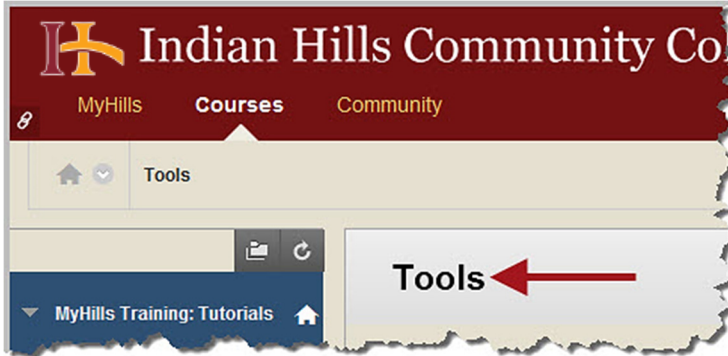 Indian Hills Community Co
MyHills Courses Community
Tools
Tools
MyHills Training: Tutorials